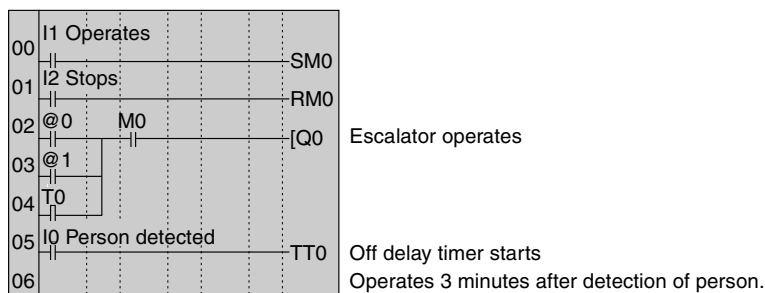 I1 Operates
00 SM0
I2 Stops
01 RM0
02 @0 M0 [Q0 Escalator operates
03 @1
04 T0
05 I0 Person detected TT0 Off delay timer starts
06 Operates 3 minutes after detection of person.